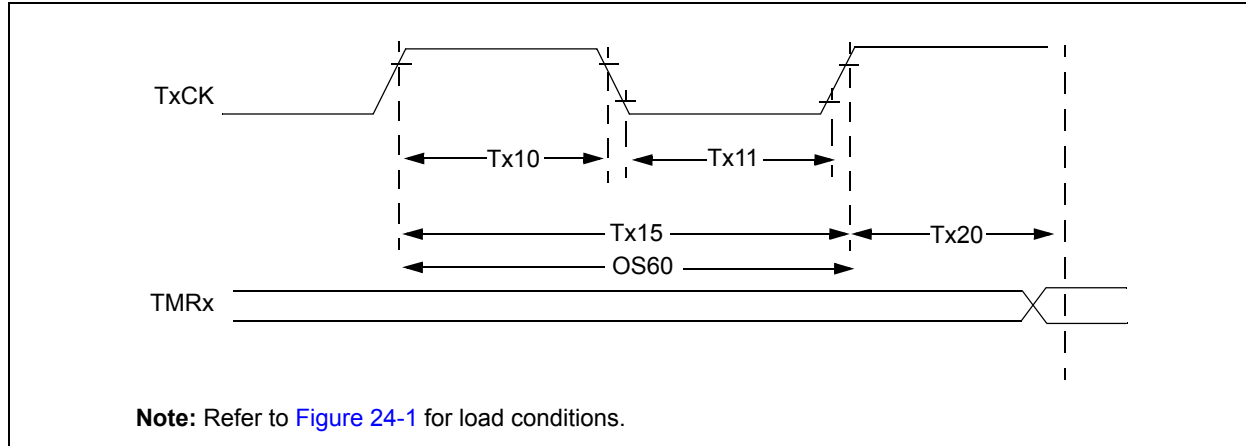 TxCK
Tx10
Tx11
Tx15
Tx20
OS60
TMRx
Note: Refer to Figure 24-1 for load conditions.